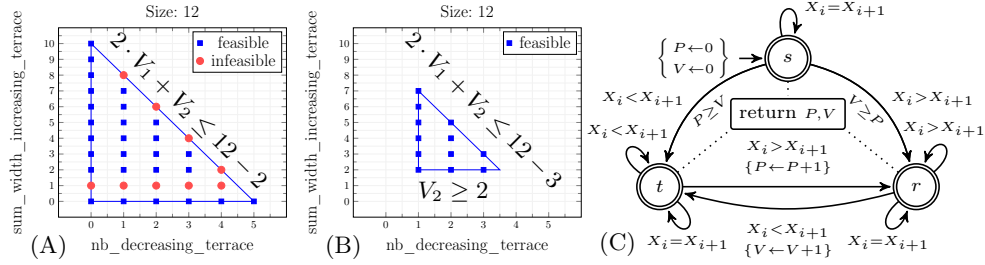 Size: 12
sum_width_increasing_terrace
10
9
8
7
6
5
4
3
2
1
0
0 1 2 3 4 5
nb_decreasing_terrace
feasible
infeasible
2 · V₁ + V₂ ≤ 12 − 2
(A)
Size: 12
sum_width_increasing_terrace
10
9
8
7
6
5
4
3
2
1
0
0 1 2 3 4 5
nb_decreasing_terrace
feasible
2 · V₁ + V₂ ≤ 12 − 3
V₂ ≥ 2
(B)
Xᵢ=Xᵢ₊₁
{ P←0
V←0 }
s
Xᵢ<Xᵢ₊₁
P≥V
V≥P
Xᵢ>Xᵢ₊₁
return P,V
Xᵢ<Xᵢ₊₁
Xᵢ>Xᵢ₊₁
Xᵢ>Xᵢ₊₁
{P←P+1}
t
r
Xᵢ<Xᵢ₊₁
{V←V+1}
Xᵢ=Xᵢ₊₁
Xᵢ=Xᵢ₊₁
(C)